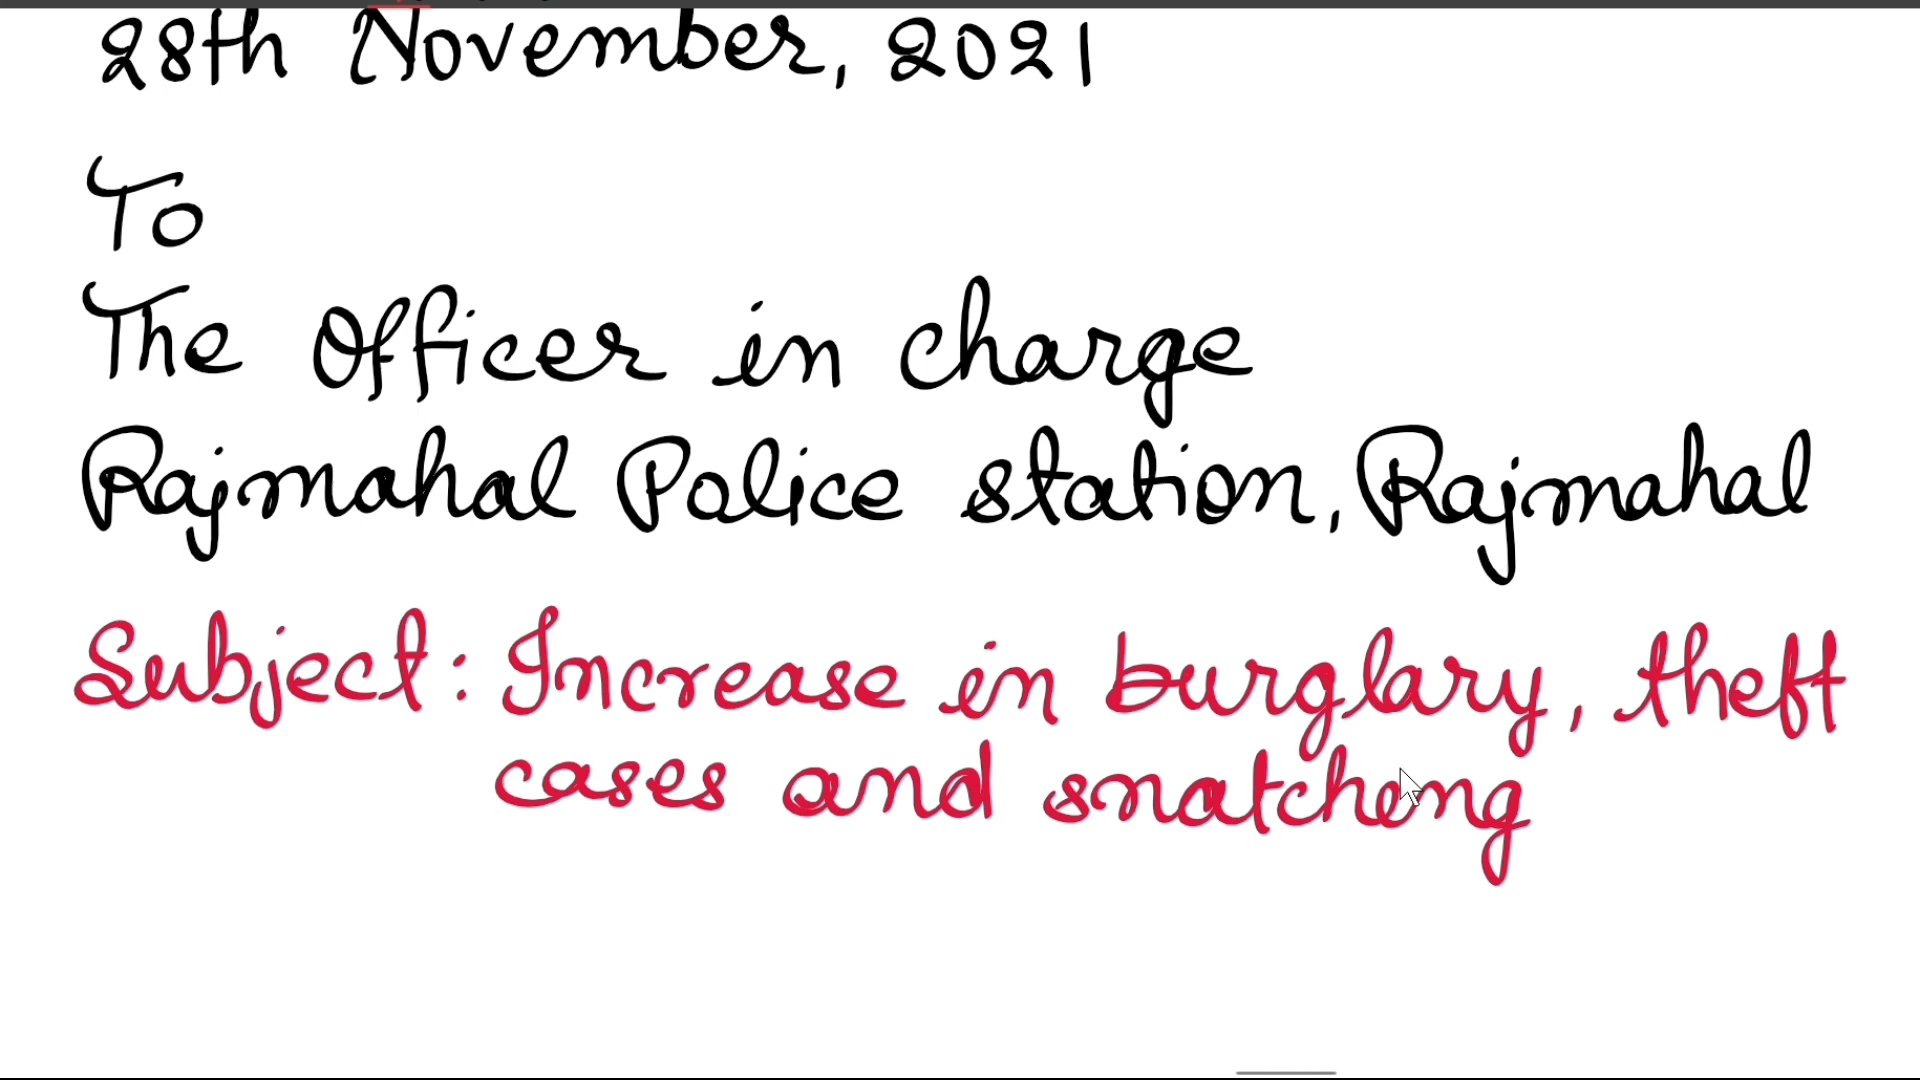 28th November, 2021
To
The Officer in charge
Rajmahal Police station, Rajmahal
Subject: Increase in burglary, theft
cases and snatching